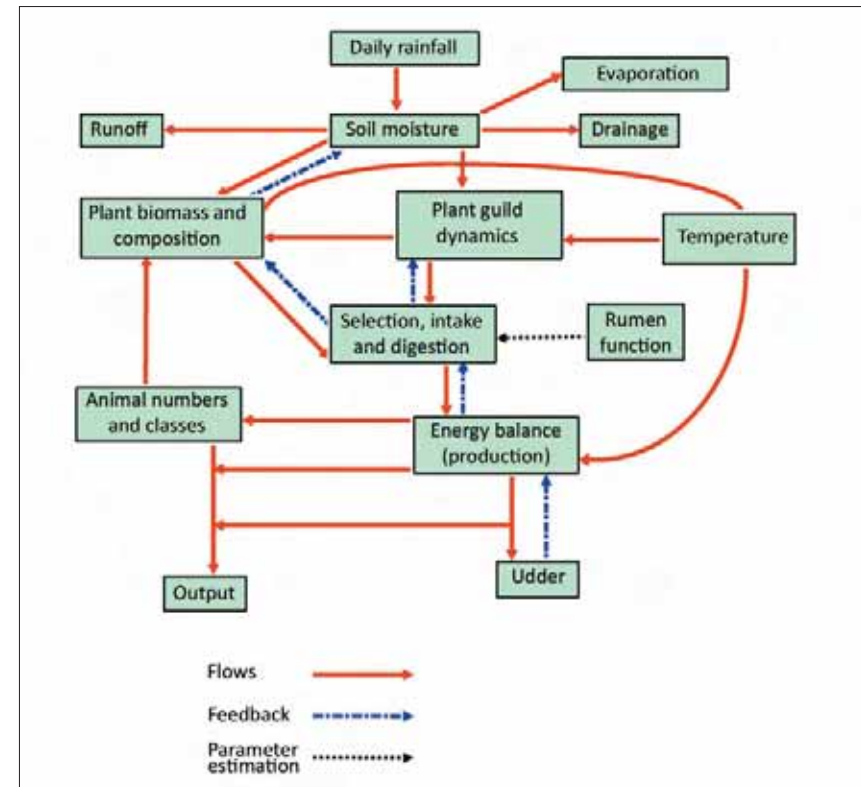 Daily rainfall
Evaporation
Runoff
Soil moisture
Drainage
Plant biomass and
composition
Plant guild
dynamics
Temperature
Selection, intake
and digestion
Rumen
function
Animal numbers
and classes
Energy balance
(production)
Output
Udder
Flows
Feedback
Parameter
estimation